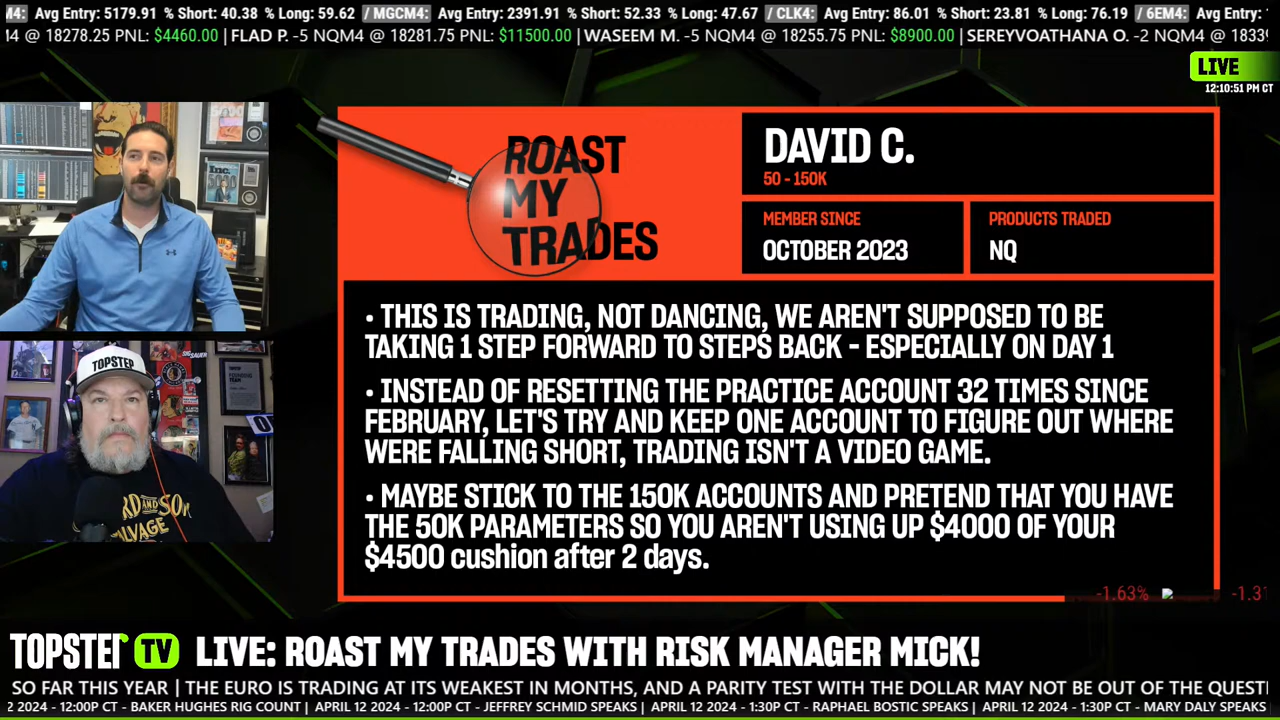 M4: Avg Entry: 5179.91 % Short: 40.38 % Long: 59.62 / MGCM4: Avg Entry: 2391.91 % Short: 52.33 % Long: 47.67 / CLK4: Avg Entry: 86.01 % Short: 23.81 % Long: 76.19 / 6EM4: Avg Entry:
M4 @ 18278.25 PNL: $4460.00 | FLAD P. -5 NQM4 @ 18281.75 PNL: $11500.00 | WASEEM M. -5 NQM4 @ 18255.75 PNL: $8900.00 | SEREYVOATHANA O. -2 NQM4 @ 1833
LIVE
12:10:51 PM CT
ROAST
MY
TRADES
DAVID C.
50 - 150K
MEMBER SINCE
OCTOBER 2023
PRODUCTS TRADED
NQ
Inc.
5000
TOPSTEP
SIG SAUER
RD AND SON
LVAGE
• THIS IS TRADING, NOT DANCING, WE AREN'T SUPPOSED TO BE
TAKING 1 STEP FORWARD TO STEPS BACK - ESPECIALLY ON DAY 1
• INSTEAD OF RESETTING THE PRACTICE ACCOUNT 32 TIMES SINCE
FEBRUARY, LET'S TRY AND KEEP ONE ACCOUNT TO FIGURE OUT WHERE
WERE FALLING SHORT, TRADING ISN'T A VIDEO GAME.
• MAYBE STICK TO THE 150K ACCOUNTS AND PRETEND THAT YOU HAVE
THE 50K PARAMETERS SO YOU AREN'T USING UP $4000 OF YOUR
$4500 cushion after 2 days.
-1.63% -1.31
TOPSTEP TV LIVE: ROAST MY TRADES WITH RISK MANAGER MICK!
SO FAR THIS YEAR | THE EURO IS TRADING AT ITS WEAKEST IN MONTHS, AND A PARITY TEST WITH THE DOLLAR MAY NOT BE OUT OF THE QUESTI
2 2024 - 12:00P CT - BAKER HUGHES RIG COUNT | APRIL 12 2024 - 12:00P CT - JEFFREY SCHMID SPEAKS | APRIL 12 2024 - 1:30P CT - RAPHAEL BOSTIC SPEAKS | APRIL 12 2024 - 2:30P CT - MARY DALY SPEAKS